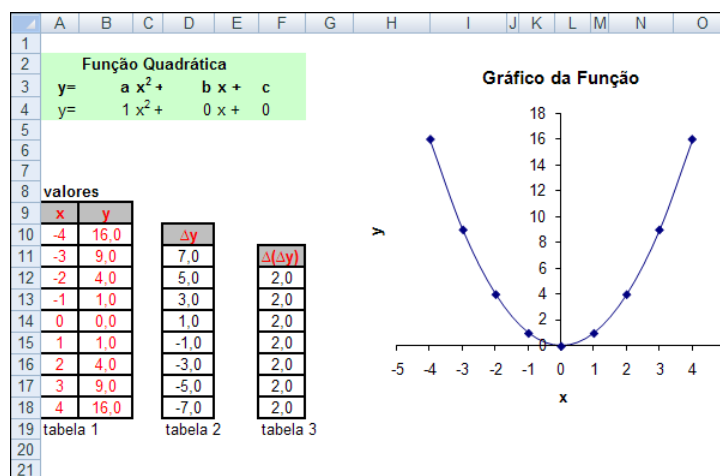 A B C D E F G H I J K L M N O
1
2 Função Quadrática
3 y= a x² + b x + c
4 y= 1 x² + 0 x + 0
5
6
7
8 valores
9 x y
10 -4 16,0 Δy
11 -3 9,0 7,0 Δ(Δy)
12 -2 4,0 5,0 2,0
13 -1 1,0 3,0 2,0
14 0 0,0 1,0 2,0
15 1 1,0 -1,0 2,0
16 2 4,0 -3,0 2,0
17 3 9,0 -5,0 2,0
18 4 16,0 -7,0 2,0
19 tabela 1 tabela 2 tabela 3
20
21
Gráfico da Função
18
16
14
12
10
8
6
4
2
0
y
-5 -4 -3 -2 -1 0 1 2 3 4
x